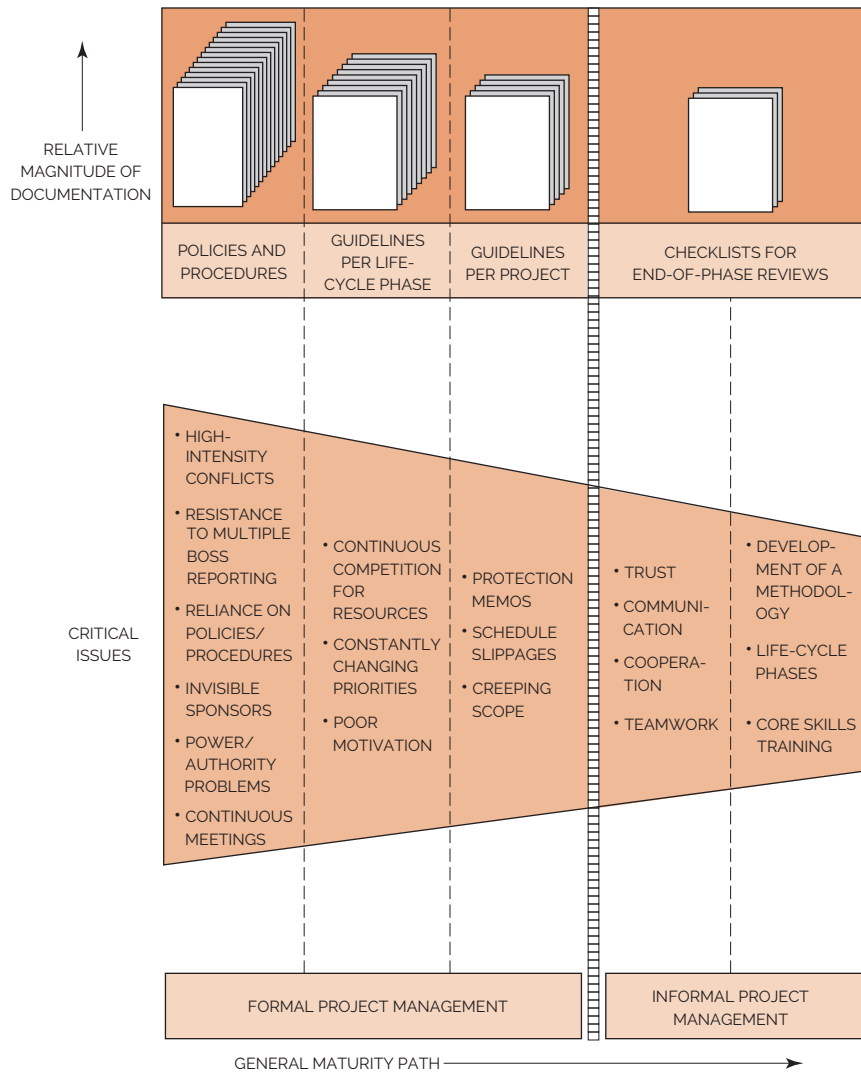 RELATIVE
MAGNITUDE OF
DOCUMENTATION
POLICIES AND
PROCEDURES
GUIDELINES
PER LIFE-
CYCLE PHASE
GUIDELINES
PER PROJECT
CHECKLISTS FOR
END-OF-PHASE REVIEWS
CRITICAL
ISSUES
• HIGH-
INTENSITY
CONFLICTS
• RESISTANCE
TO MULTIPLE
BOSS
REPORTING
• RELIANCE ON
POLICIES/
PROCEDURES
• INVISIBLE
SPONSORS
• POWER/
AUTHORITY
PROBLEMS
• CONTINUOUS
MEETINGS
• CONTINUOUS
COMPETITION
FOR
RESOURCES
• CONSTANTLY
CHANGING
PRIORITIES
• POOR
MOTIVATION
• PROTECTION
MEMOS
• SCHEDULE
SLIPPAGES
• CREEPING
SCOPE
• TRUST
• COMMUNI-
CATION
• COOPERA-
TION
• TEAMWORK
• DEVELOP-
MENT OF A
METHODOL-
OGY
• LIFE-CYCLE
PHASES
• CORE SKILLS
TRAINING
FORMAL PROJECT MANAGEMENT
INFORMAL PROJECT
MANAGEMENT
GENERAL MATURITY PATH